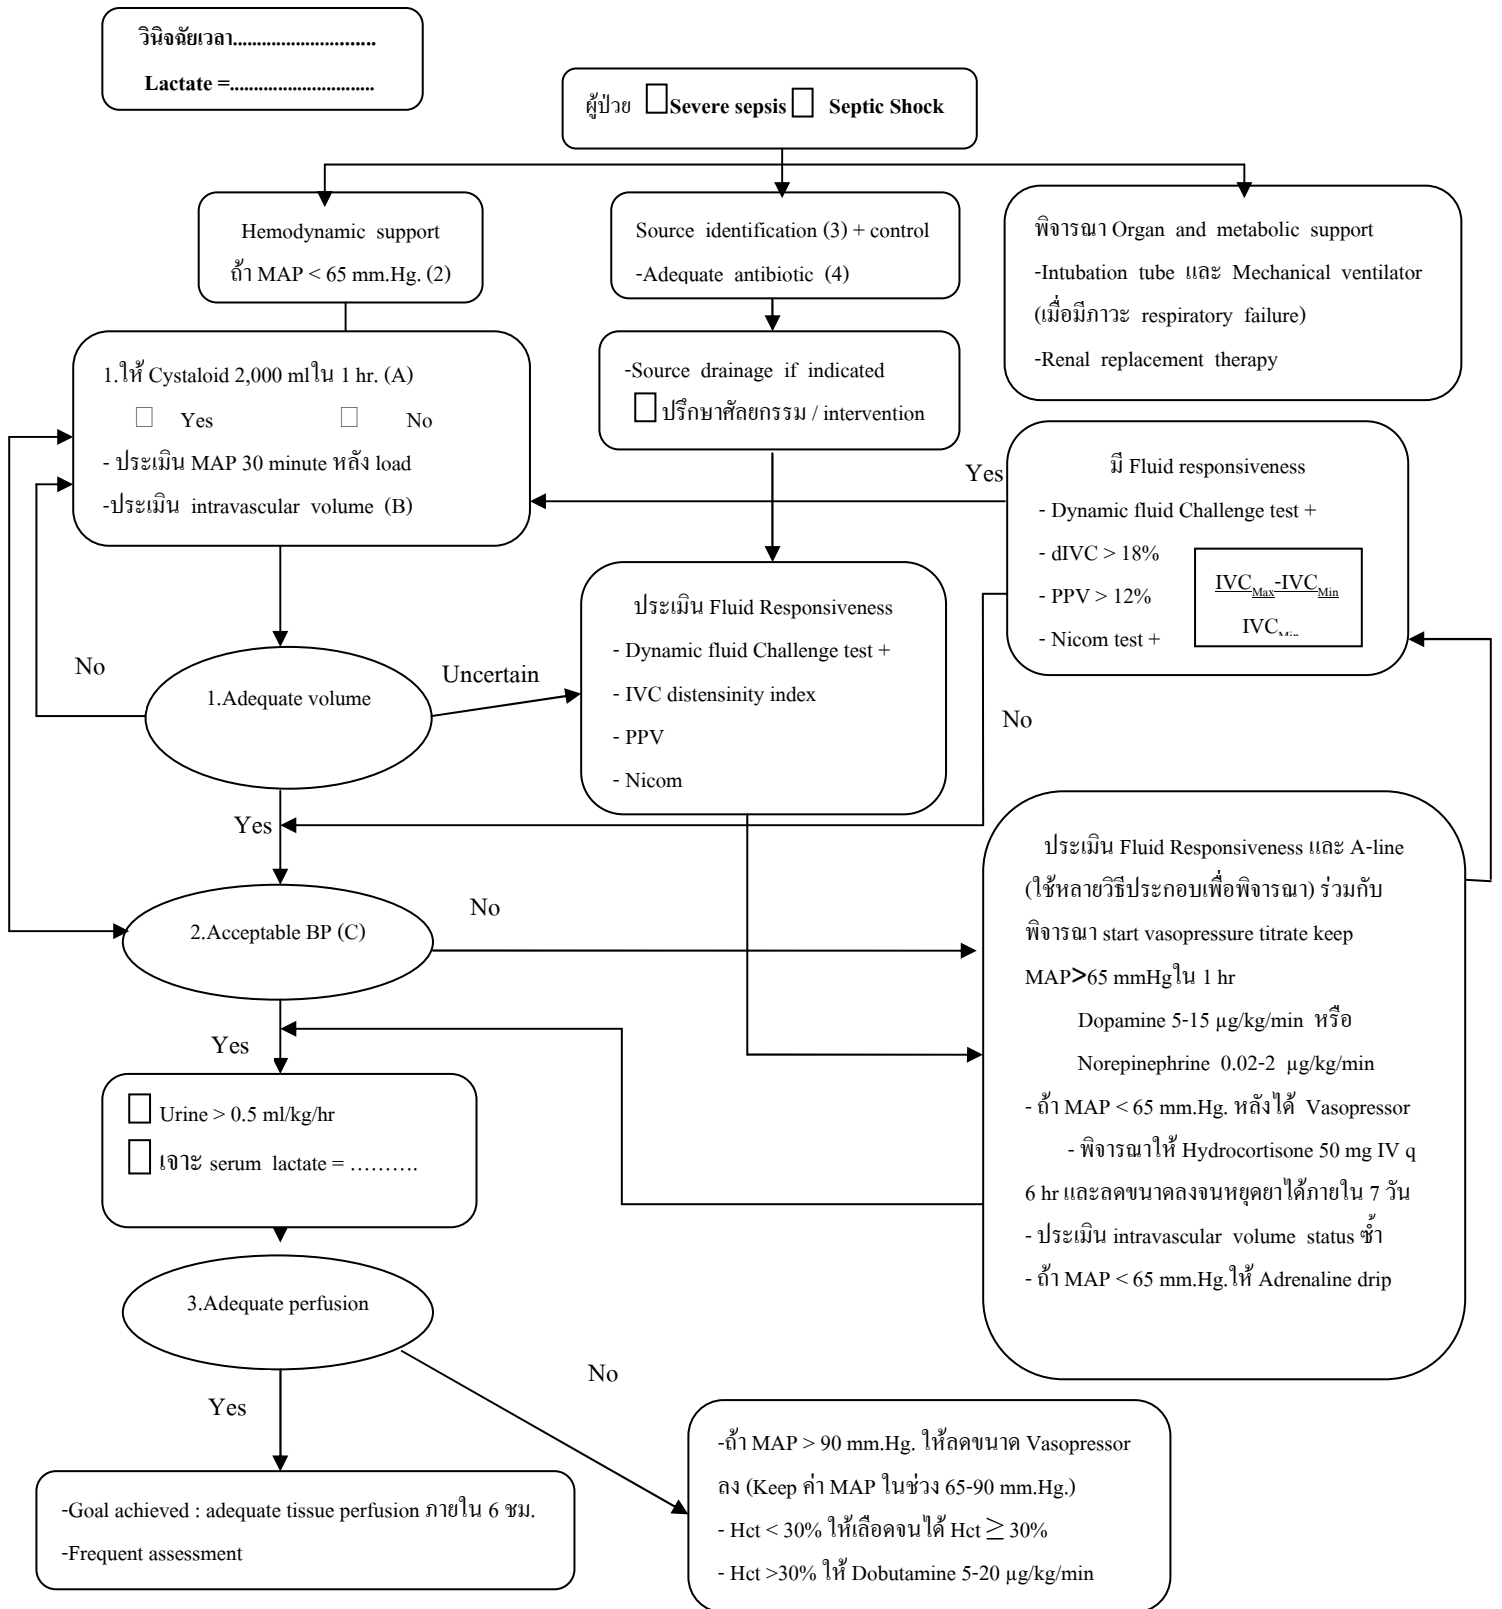 วินิจฉัยเวลา..............................
Lactate =..............................
ผู้ป่วย Severe sepsis Septic Shock
Hemodynamic support
ถ้า MAP < 65 mm.Hg. (2)
Source identification (3) + control
-Adequate antibiotic (4)
พิจารณา Organ and metabolic support
-Intubation tube และ Mechanical ventilator
(เมื่อมีภาวะ respiratory failure)
-Renal replacement therapy
1.ให้ Cystaloid 2,000 mlใน 1 hr. (A)
Yes No
- ประเมิน MAP 30 minute หลัง load
-ประเมิน intravascular volume (B)
-Source drainage if indicated
ปรึกษาศัลยกรรม / intervention
Yes
มี Fluid responsiveness
- Dynamic fluid Challenge test +
- dIVC > 18%
- PPV > 12%
- Nicom test +
IVCMax-IVCMin
IVCMin
ประเมิน Fluid Responsiveness
- Dynamic fluid Challenge test +
- IVC distensinity index
- PPV
- Nicom
No
1.Adequate volume
Uncertain
No
Yes
2.Acceptable BP (C)
No
ประเมิน Fluid Responsiveness และ A-line
(ใช้หลายวิธีประกอบเพื่อพิจารณา) ร่วมกับ
พิจารณา start vasopressure titrate keep
MAP>65 mmHgใน 1 hr
Dopamine 5-15 µg/kg/min หรือ
Norepinephrine 0.02-2 µg/kg/min
- ถ้า MAP < 65 mm.Hg. หลังได้ Vasopressor
- พิจารณาให้ Hydrocortisone 50 mg IV q
6 hr และลดขนาดลงจนหยุดยาได้ภายใน 7 วัน
- ประเมิน intravascular volume status ซ้ำ
- ถ้า MAP < 65 mm.Hg.ให้ Adrenaline drip
Yes
Urine > 0.5 ml/kg/hr
เจาะ serum lactate = ..........
3.Adequate perfusion
No
Yes
-ถ้า MAP > 90 mm.Hg. ให้ลดขนาด Vasopressor
ลง (Keep ค่า MAP ในช่วง 65-90 mm.Hg.)
- Hct < 30% ให้เลือดจนได้ Hct ≥ 30%
- Hct >30% ให้ Dobutamine 5-20 µg/kg/min
-Goal achieved : adequate tissue perfusion ภายใน 6 ชม.
-Frequent assessment